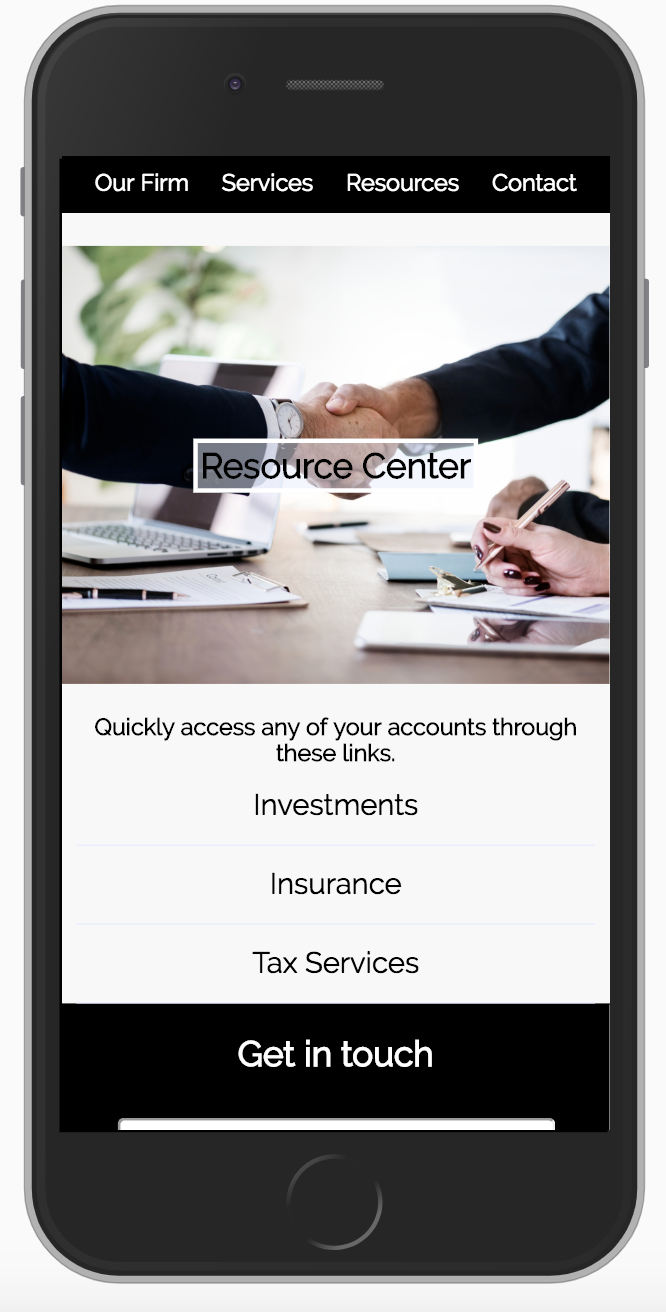 Our Firm Services Resources Contact
Resource Center
Quickly access any of your accounts through
these links.
Investments
Insurance
Tax Services
Get in touch